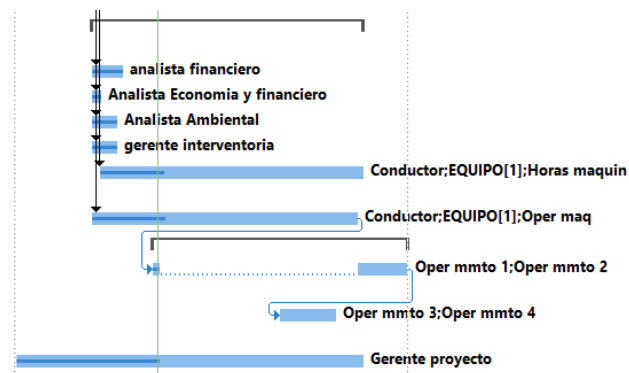 analista financiero
Analista Economia y financiero
Analista Ambiental
gerente interventoria
Conductor;EQUIPO[1];Horas maquin
Conductor;EQUIPO[1];Oper maq
Oper mmto 1;Oper mmto 2
Oper mmto 3;Oper mmto 4
Gerente proyecto